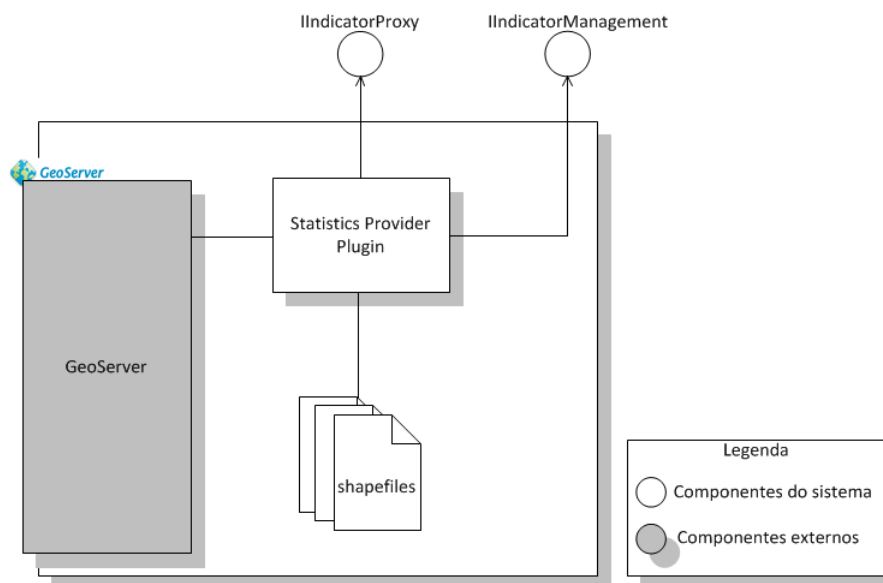 IIndicatorProxy
IIndicatorManagement
GeoServer
Statistics Provider
Plugin
GeoServer
shapefiles
Legenda
Componentes do sistema
Componentes externos